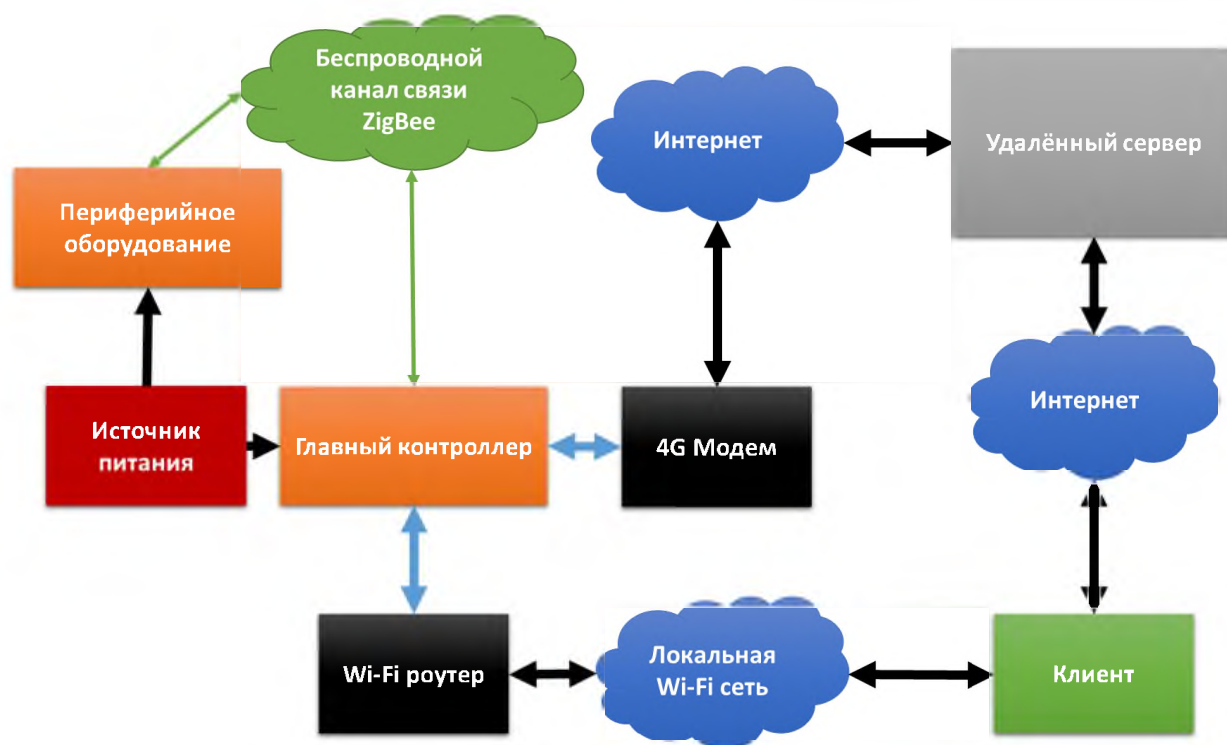 Беспроводной
канал связи
ZigBee
Интернет
Удалённый сервер
Периферийное
оборудование
Интернет
Источник
питания
Главный контроллер
4G Модем
Wi-Fi роутер
Локальная
Wi-Fi сеть
Клиент